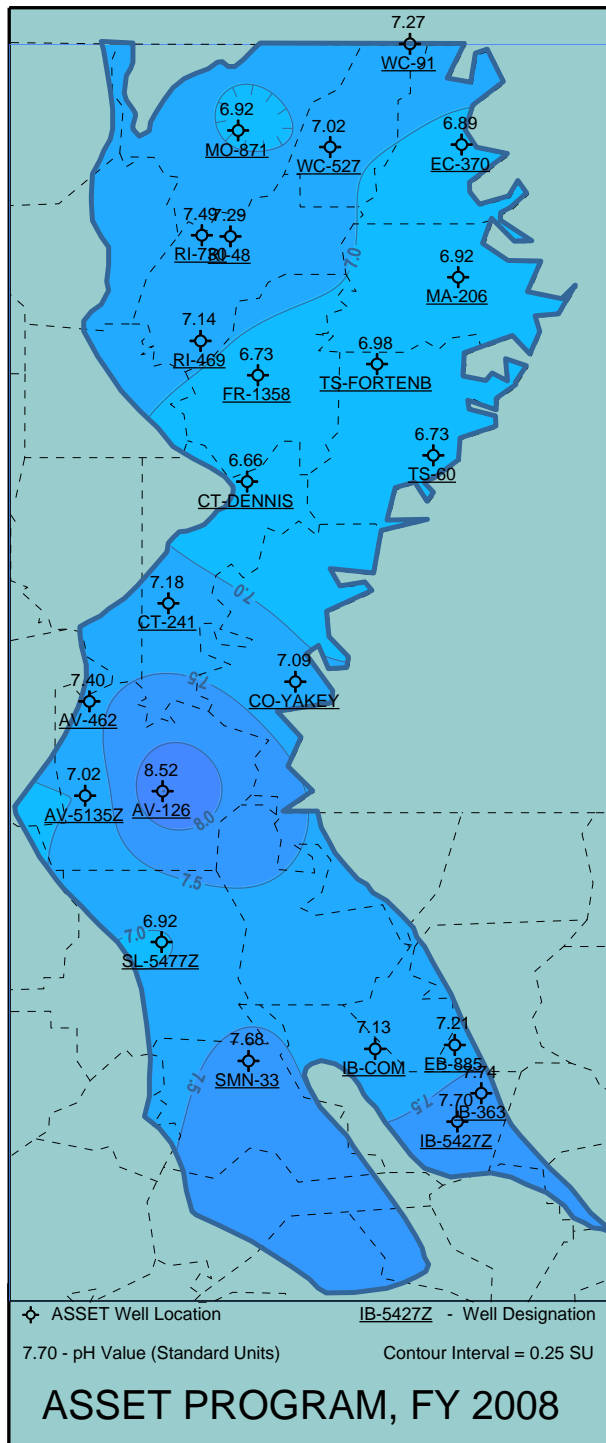 7.27
WC-91
6.92
MO-871
7.02
WC-527
6.89
EC-370
7.49
RI-730
7.29
RI-48
7.0
6.92
MA-206
7.14
RI-469
6.73
FR-1358
6.98
TS-FORTENB
6.73
TS-60
6.66
CT-DENNIS
7.0
7.18
CT-241
7.5
7.09
CO-YAKEY
7.40
AV-462
8.52
AV-126
7.02
AV-5135Z
8.0
7.5
7.0
6.92
SL-5477Z
7.68
SMN-33
7.5
7.13
IB-COM
7.21
EB-885
7.74
IB-363
7.5
7.70
IB-5427Z
ASSET Well Location
IB-5427Z - Well Designation
7.70 - pH Value (Standard Units)
Contour Interval = 0.25 SU
ASSET PROGRAM, FY 2008